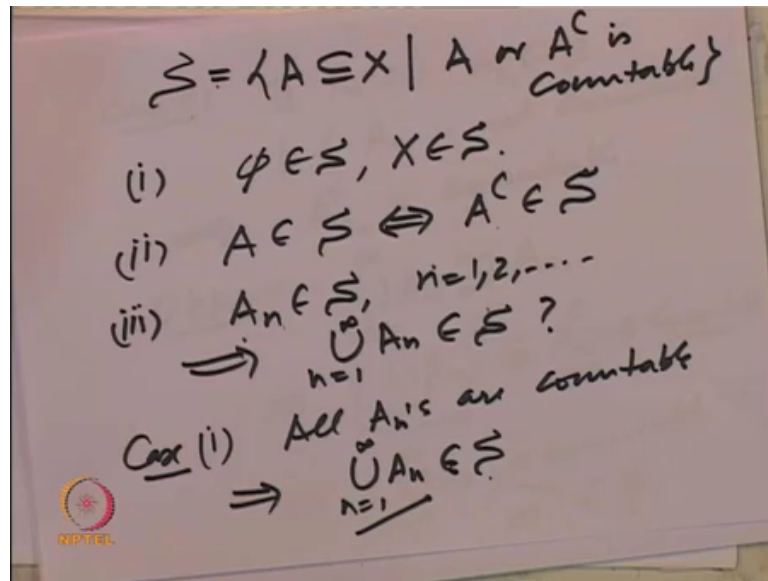 S = {A ⊆ X | A or A^C is
countable}
(i) φ ∈ S, X ∈ S.
(ii) A ∈ S ⇔ A^C ∈ S
(iii) A_n ∈ S, n=1,2,....
⇒ ∞∪n=1 A_n ∈ S ?
Case (i) All A_n's are countable
⇒ ∞∪n=1 A_n ∈ S
NPTEL